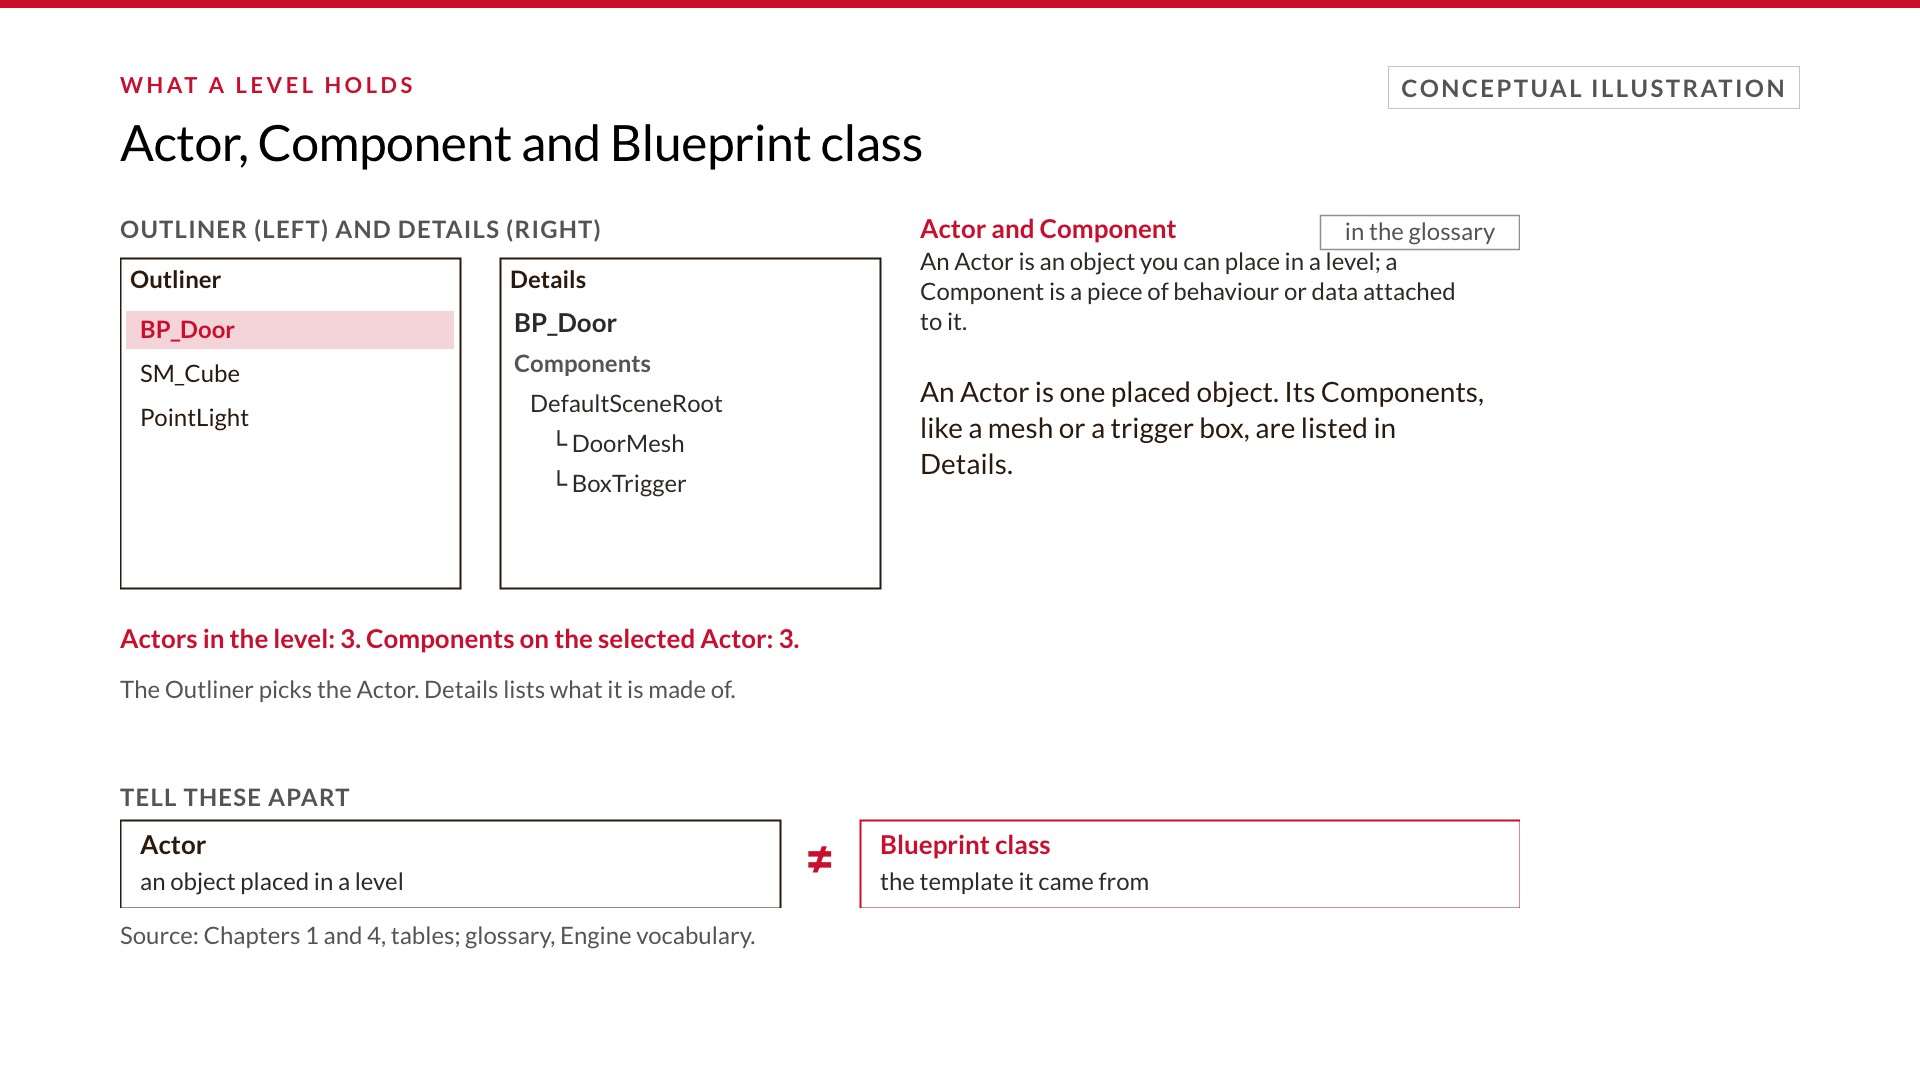 WHAT A LEVEL HOLDS
CONCEPTUAL ILLUSTRATION
Actor, Component and Blueprint class
OUTLINER (LEFT) AND DETAILS (RIGHT)
Outliner
BP_Door
SM_Cube
PointLight
Details
BP_Door
Components
DefaultSceneRoot
└ DoorMesh
└ BoxTrigger
Actor and Component
in the glossary
An Actor is an object you can place in a level; a
Component is a piece of behaviour or data attached
to it.
An Actor is one placed object. Its Components,
like a mesh or a trigger box, are listed in
Details.
Actors in the level: 3. Components on the selected Actor: 3.
The Outliner picks the Actor. Details lists what it is made of.
TELL THESE APART
Actor
an object placed in a level
≠
Blueprint class
the template it came from
Source: Chapters 1 and 4, tables; glossary, Engine vocabulary.